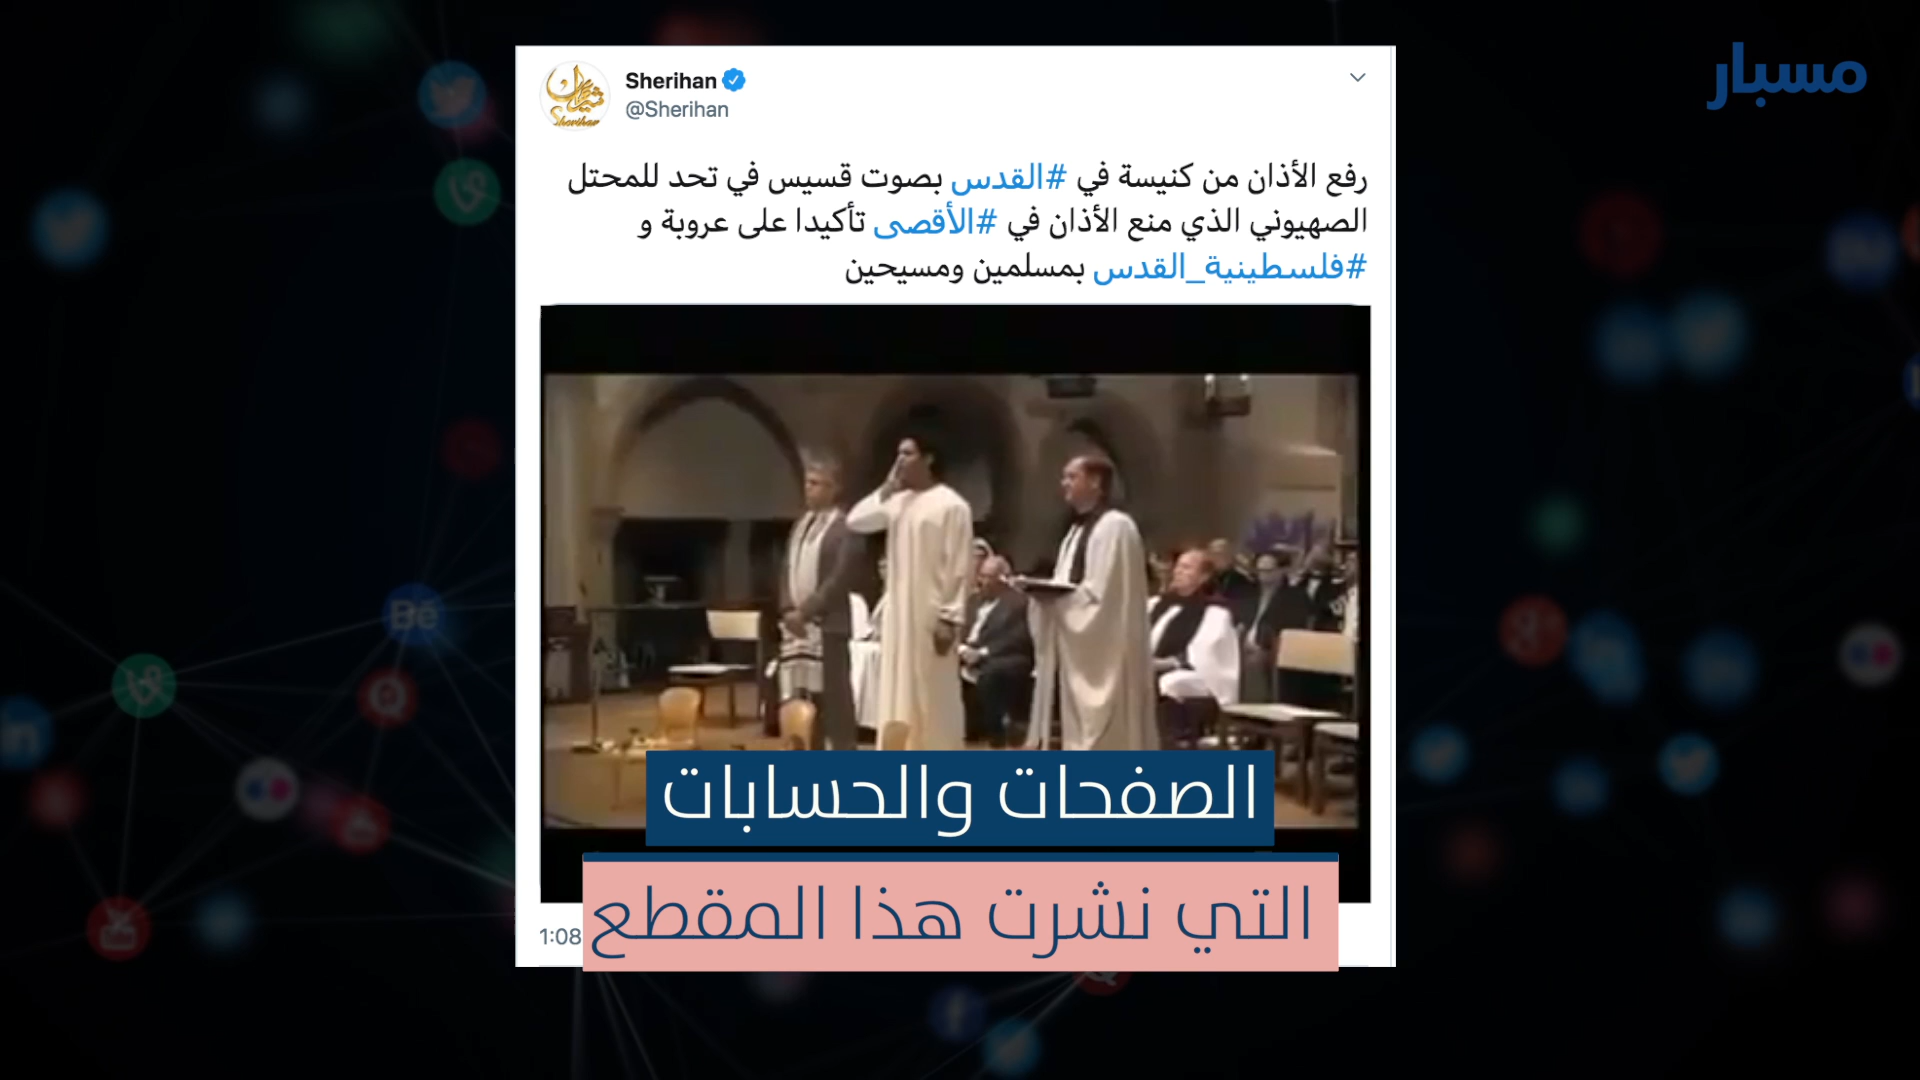 مسبار
Sherihan
@Sherihan
رفع الأذان من كنيسة في #القدس بصوت قسيس في تحد للمحتل
الصهيوني الذي منع الأذان في #الأقصى تأكيدا على عروبة و
#فلسطينية_القدس بمسلمين ومسيحين
الصفحات والحسابات
التي نشرت هذا المقطع
1:08